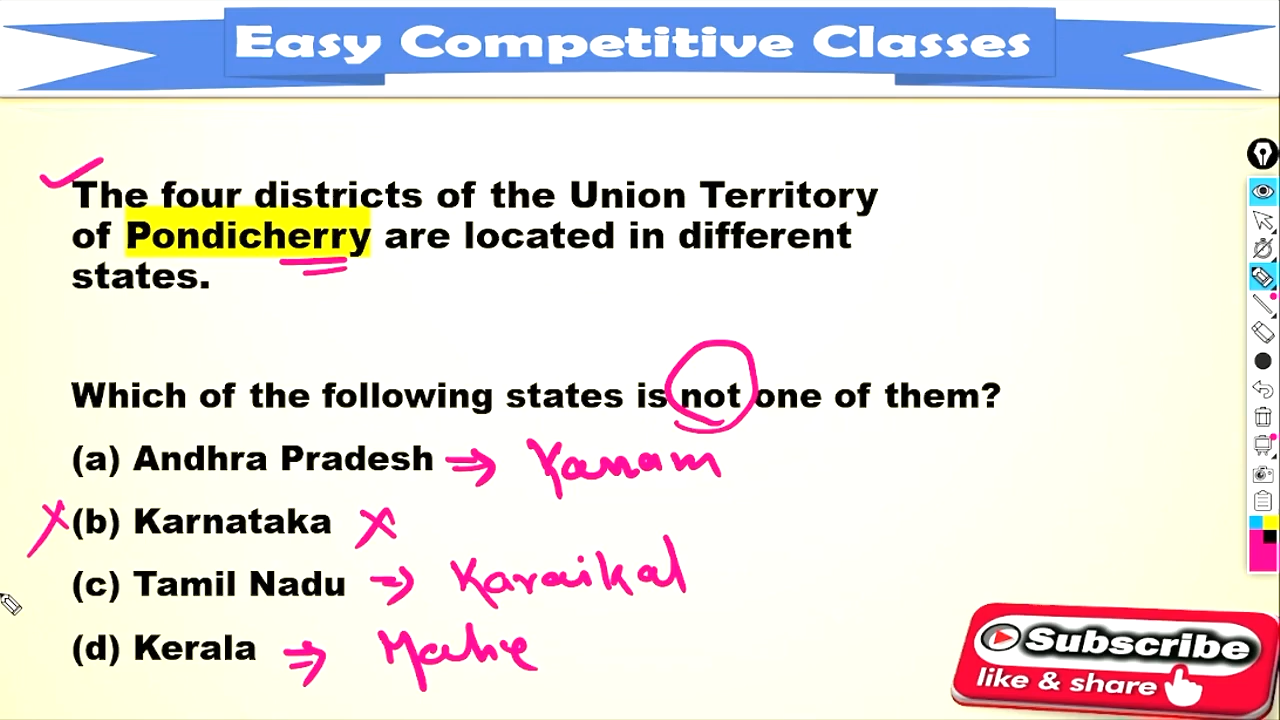 Easy Competitive Classes
The four districts of the Union Territory
of Pondicherry are located in different
states.
Which of the following states is not one of them?
(a) Andhra Pradesh → Yanam
(b) Karnataka
(c) Tamil Nadu → Karaikal
(d) Kerala → Mahe
Subscribe
like & share